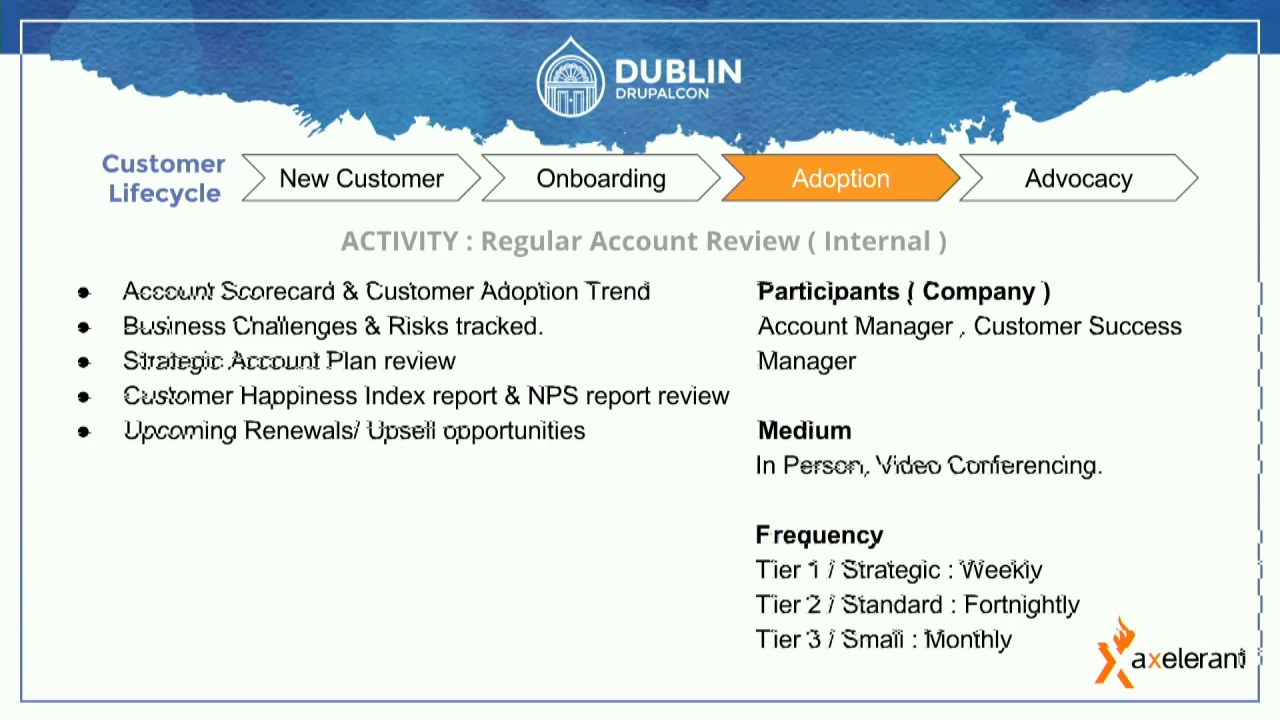 DUBLIN
DRUPALCON
Customer
Lifecycle
New Customer
Onboarding
Adoption
Advocacy
ACTIVITY : Regular Account Review ( Internal )
● Account Scorecard & Customer Adoption Trend
● Business Challenges & Risks tracked.
● Strategic Account Plan review
● Customer Happiness Index report & NPS report review
● Upcoming Renewals/ Upsell opportunities
Participants ( Company )
Account Manager , Customer Success
Manager
Medium
In Person, Video Conferencing.
Frequency
Tier 1 / Strategic : Weekly
Tier 2 / Standard : Fortnightly
Tier 3 / Small : Monthly
axelerant